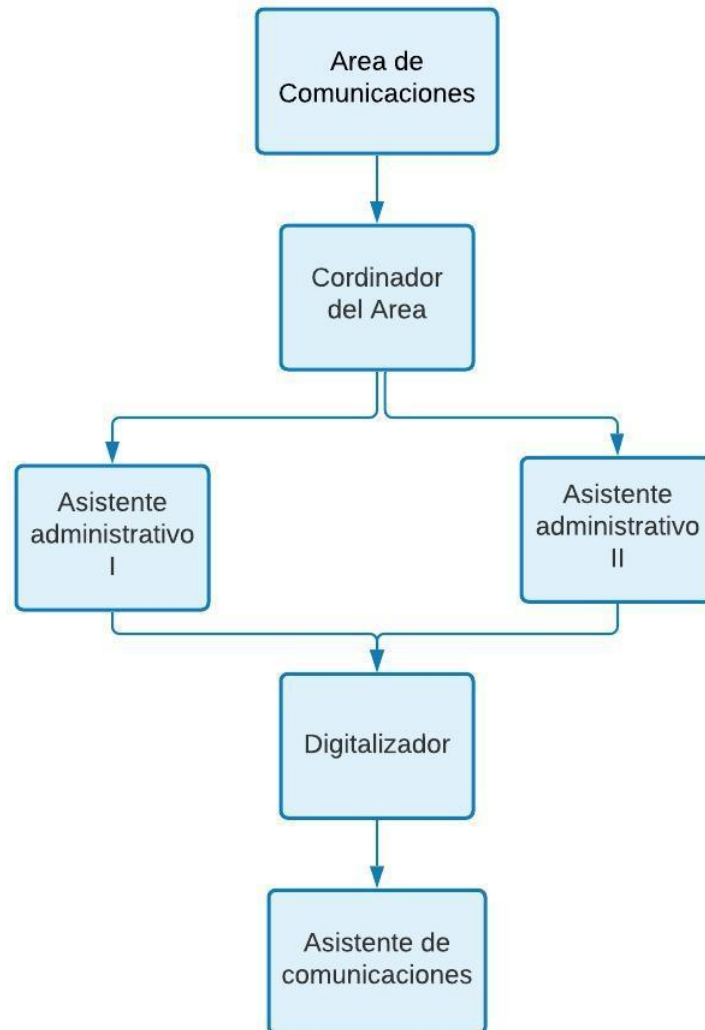 Area de
Comunicaciones
Cordinador
del Area
Asistente
administrativo
I
Asistente
administrativo
II
Digitalizador
Asistente de
comunicaciones